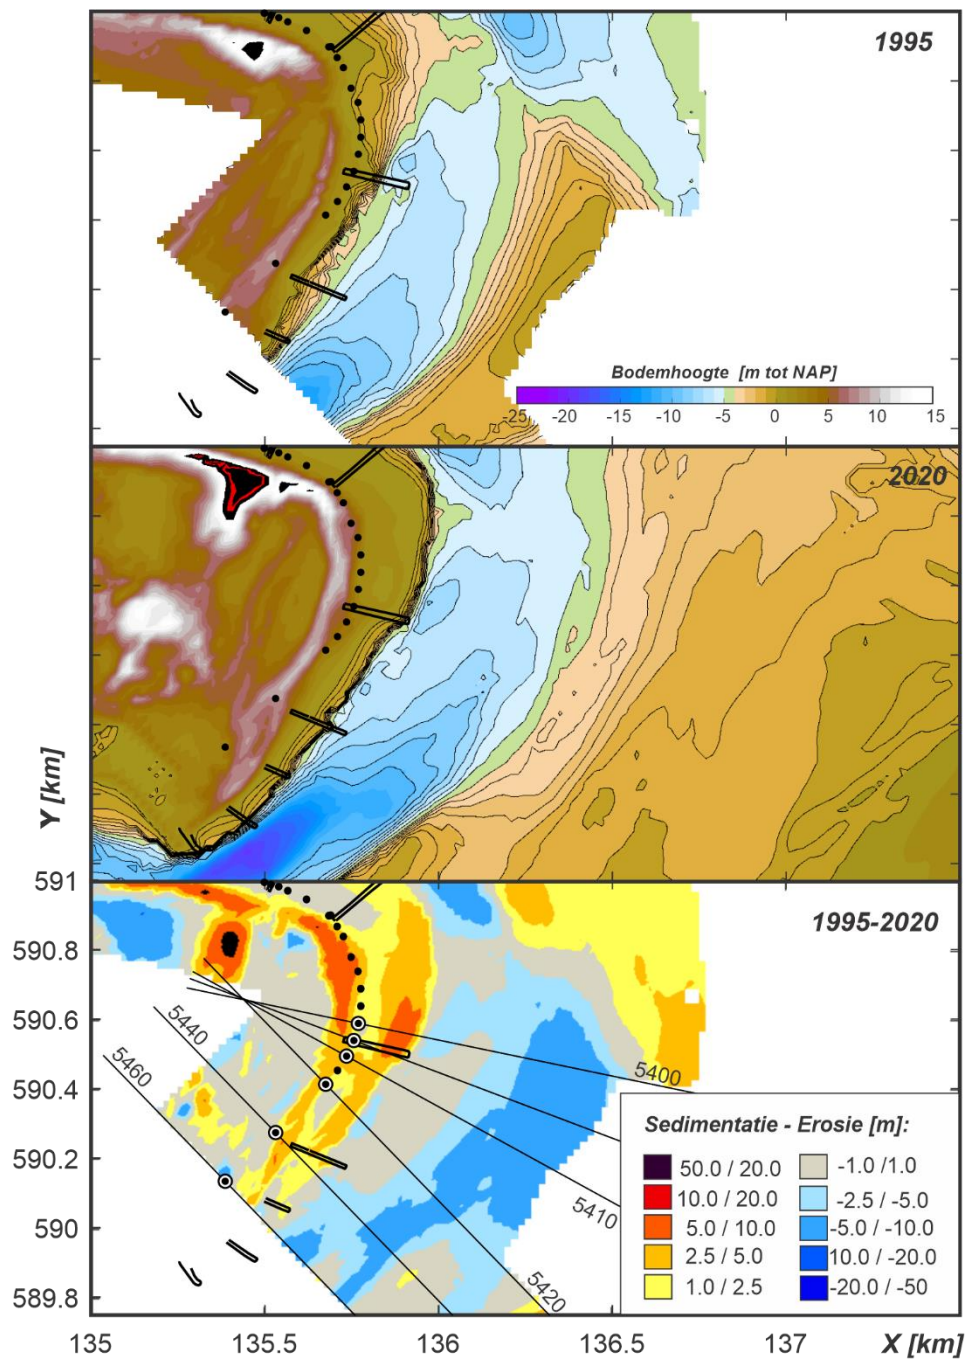 1995
Bodemhoogte [m tot NAP]
-25 -20 -15 -10 -5 0 5 10 15
2020
Y [km]
591
1995-2020
590.8
590.6
5440
590.4
5460
5400
Sedimentatie - Erosie [m]:
50.0 / 20.0 -1.0 /1.0
590.2
10.0 / 20.0 -2.5 / -5.0
5410
590
5.0 / 10.0 -5.0 / -10.0
2.5 / 5.0 10.0 / -20.0
5420
589.8
1.0 / 2.5 -20.0 / -50
135 135.5 136 136.5 137 X [km]